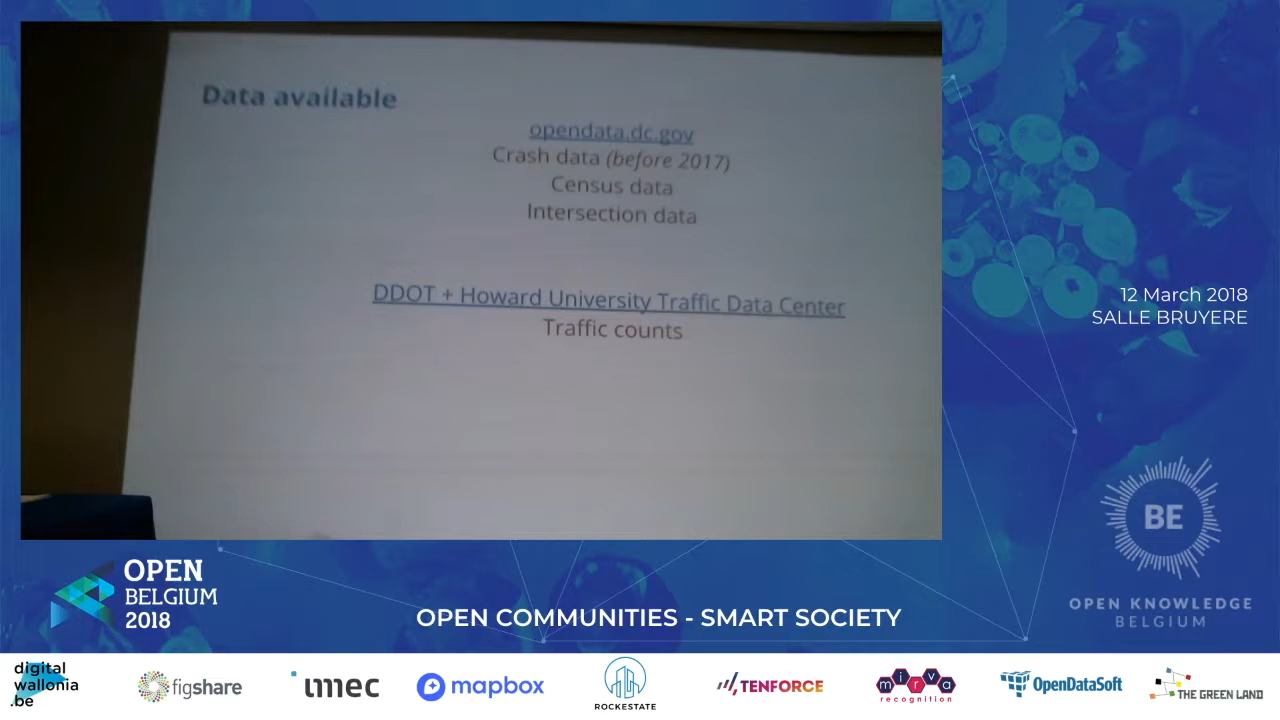 Data available
opendata.dc.gov
Crash data (before 2017)
Census data
Intersection data
DDOT + Howard University Traffic Data Center
Traffic counts
12 March 2018
SALLE BRUYERE
BE
OPEN KNOWLEDGE
BELGIUM
OPEN
BELGIUM
2018
OPEN COMMUNITIES - SMART SOCIETY
digital
wallonia
.be
figshare
imec
mapbox
ROCKESTATE
TENFORCE
mirva
recognition
OpenDataSoft
THE GREEN LAND